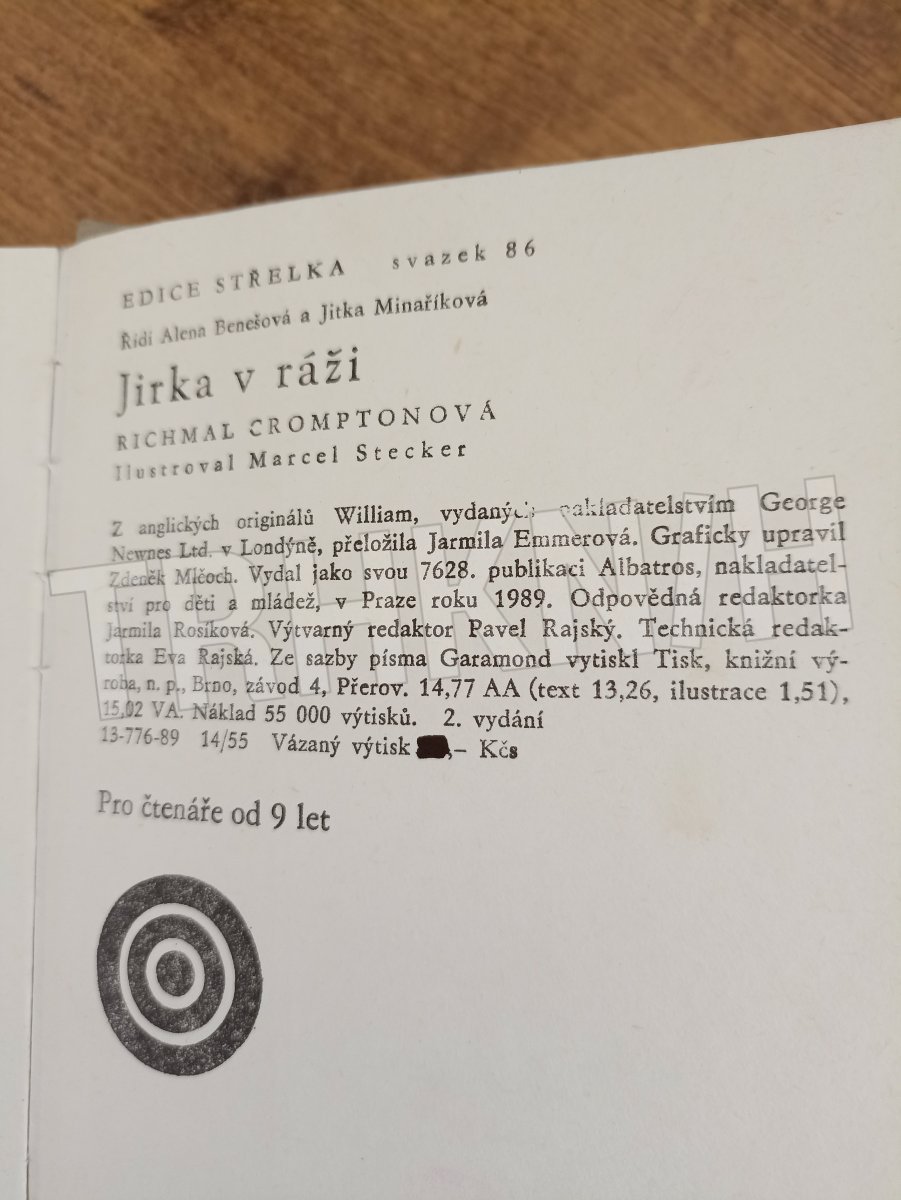 EDICE STŘELKA svazek 86
Řídí Alena Benešová a Jitka Minaříková
Jirka v ráži
RICHMAL CROMPTONOVÁ
Ilustroval Marcel Stecker
Z anglických originálů William, vydaných nakladatelstvím George
Newnes Ltd. v Londýně, přeložila Jarmila Emmerová. Graficky upravil
Zdeněk Mlčoch. Vydal jako svou 7628. publikaci Albatros, nakladatel-
ství pro děti a mládež, v Praze roku 1989. Odpovědná redaktorka
Jarmila Rosíková. Výtvarný redaktor Pavel Rajský. Technická redak-
torka Eva Rajská. Ze sazby písma Garamond vytiskl Tisk, knižní vý-
roba, n. p., Brno, závod 4, Přerov. 14,77 AA (text 13,26, ilustrace 1,51),
15,02 VA. Náklad 55 000 výtisků. 2. vydání
13-776-89 14/55 Vázaný výtisk ,– Kčs
Pro čtenáře od 9 let